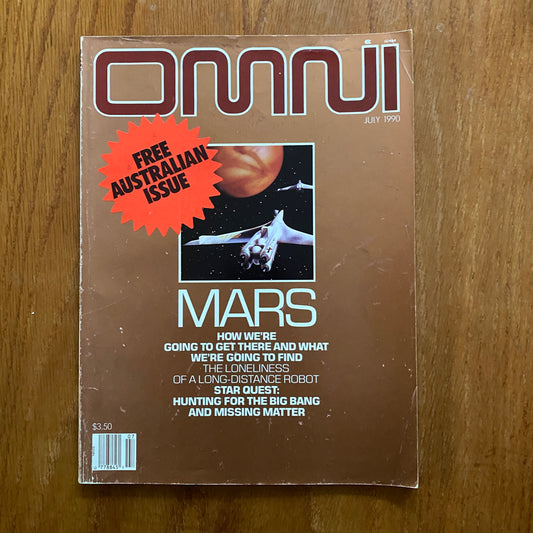 OMNI
JULY 1990
FREE
AUSTRALIAN
ISSUE
MARS
HOW WE'RE
GOING TO GET THERE AND WHAT
WE'RE GOING TO FIND
THE LONELINESS
OF A LONG-DISTANCE ROBOT
STAR QUEST:
HUNTING FOR THE BIG BANG
AND MISSING MATTER
$3.50
07